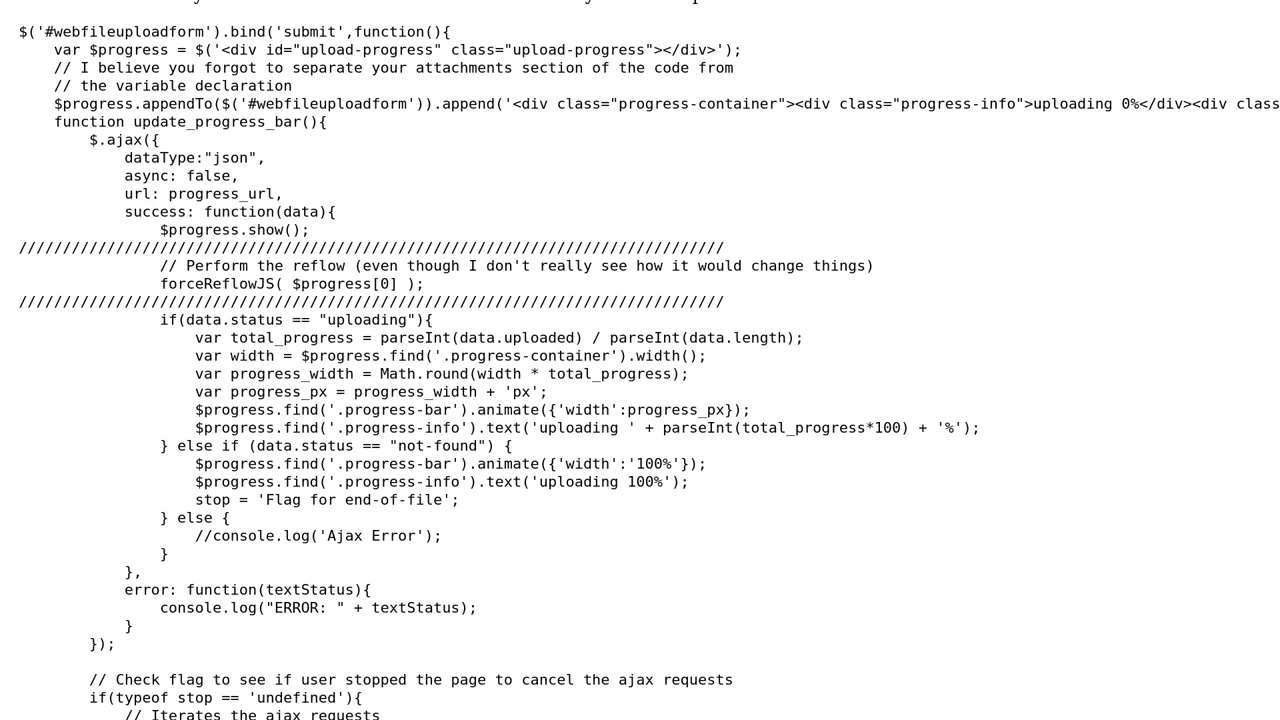 $('#webfileuploadform').bind('submit',function(){
    var $progress = $('<div id="upload-progress" class="upload-progress"></div>');
    // I believe you forgot to separate your attachments section of the code from
    // the variable declaration
    $progress.appendTo($('#webfileuploadform')).append('<div class="progress-container"><div class="progress-info">uploading 0%</div><div clas
    function update_progress_bar(){
        $.ajax({
            dataType:"json",
            async: false,
            url: progress_url,
            success: function(data){
                $progress.show();
////////////////////////////////////////////////////////////////////////////////
                // Perform the reflow (even though I don't really see how it would change things)
                forceReflowJS( $progress[0] );
////////////////////////////////////////////////////////////////////////////////
                if(data.status == "uploading"){
                    var total_progress = parseInt(data.uploaded) / parseInt(data.length);
                    var width = $progress.find('.progress-container').width();
                    var progress_width = Math.round(width * total_progress);
                    var progress_px = progress_width + 'px';
                    $progress.find('.progress-bar').animate({'width':progress_px});
                    $progress.find('.progress-info').text('uploading ' + parseInt(total_progress*100) + '%');
                } else if (data.status == "not-found") {
                    $progress.find('.progress-bar').animate({'width':'100%'});
                    $progress.find('.progress-info').text('uploading 100%');
                    stop = 'Flag for end-of-file';
                } else {
                    //console.log('Ajax Error');
                }
            },
            error: function(textStatus){
                console.log("ERROR: " + textStatus);
            }
        });

        // Check flag to see if user stopped the page to cancel the ajax requests
        if(typeof stop == 'undefined'){
            // Iterates the ajax requests